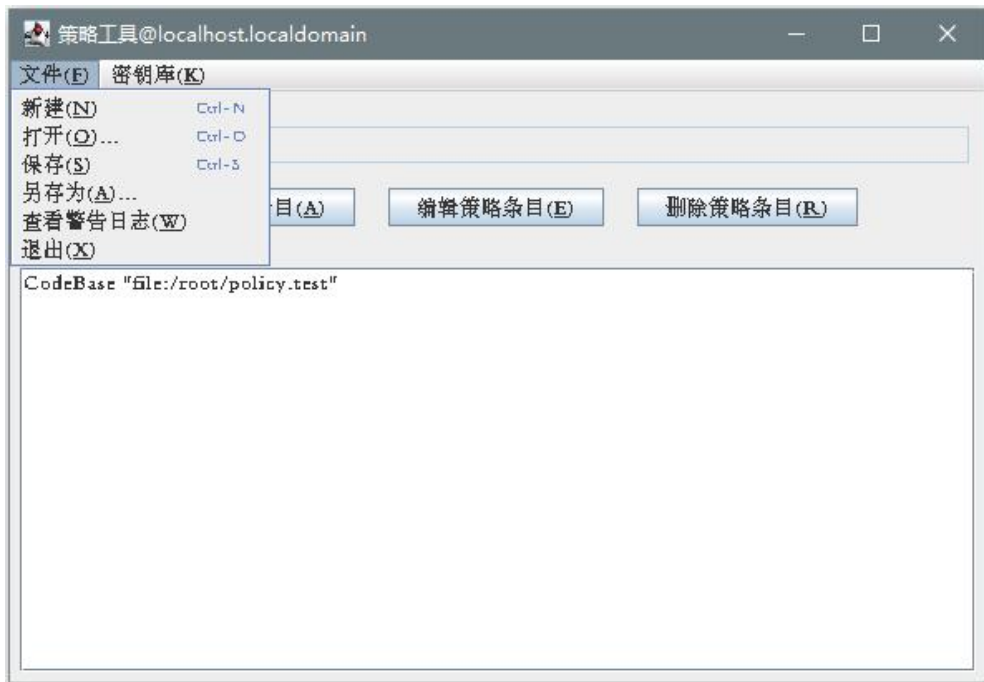 策略工具@localhost.localdomain
文件(F) 密钥库(K)
新建(N) Ctrl-N
打开(O)... Ctrl-O
保存(S) Ctrl-S
另存为(A)...
查看警告日志(W)
退出(X)
目(A) 编辑策略条目(E) 删除策略条目(R)
CodeBase "file:/root/policy.test"